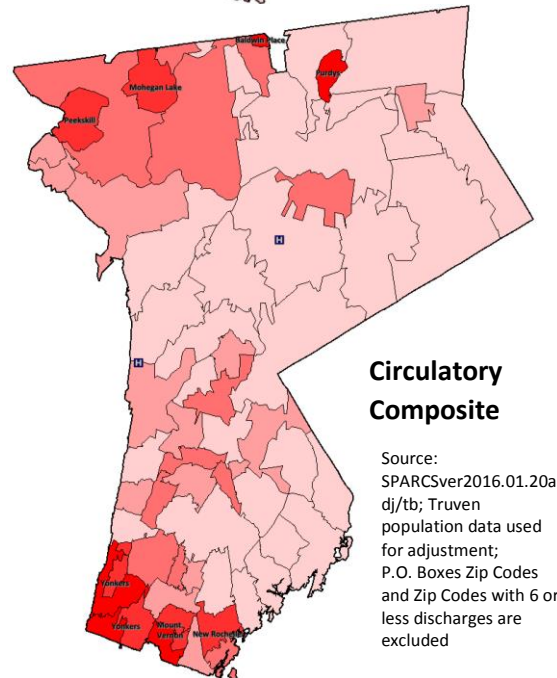 Baldwin Place
Purdys
Mohegan Lake
Peekskill
H
H
Circulatory
Composite
Source:
SPARCSver2016.01.20a
dj/tb; Truven
population data used
for adjustment;
P.O. Boxes Zip Codes
and Zip Codes with 6 or
less discharges are
excluded
Yonkers
Yonkers
Mount
Vernon
New Rochelle